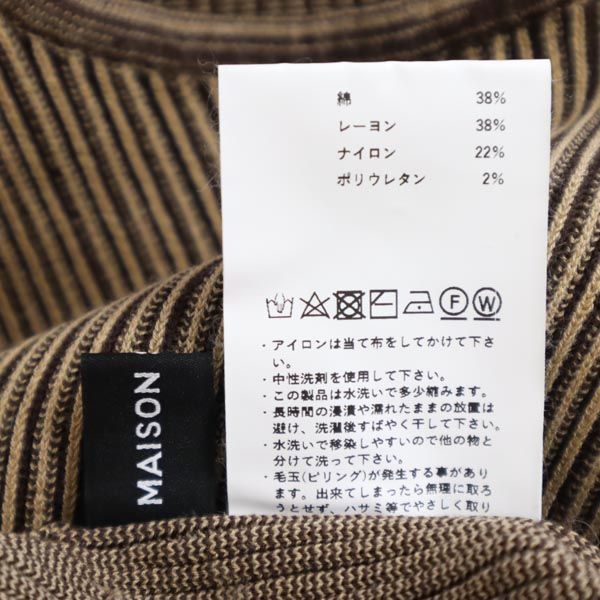 綿 38%
レーヨン 38%
ナイロン 22%
ポリウレタン 2%
F W
・アイロンは当て布をしてかけて下さ
い。
・中性洗剤を使用して下さい。
・この製品は水洗いで多少縮みます。
・長時間の浸漬や濡れたままの放置は
避け、洗濯後すばやく干して下さい。
・水洗いで移染しやすいので他の物と
分けて洗って下さい。
・毛玉(ピリング)が発生する事があり
ます。出来てしまったら無理に取ろ
うとせず、ハサミ等でやさしく取り
MAISON